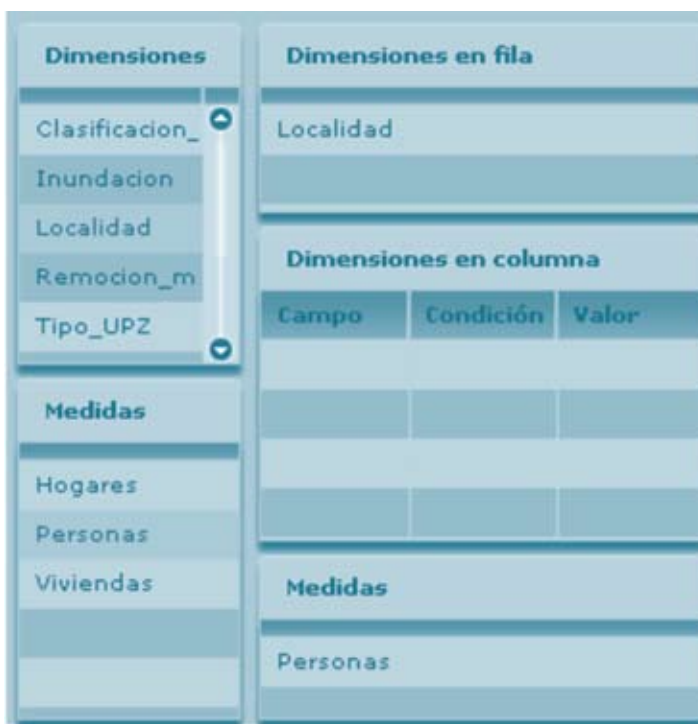 Dimensiones
Clasificacion_
Inundacion
Localidad
Remocion_m
Tipo_UPZ
Medidas
Hogares
Personas
Viviendas
Dimensiones en fila
Localidad
Dimensiones en columna
Campo Condición Valor
Medidas
Personas